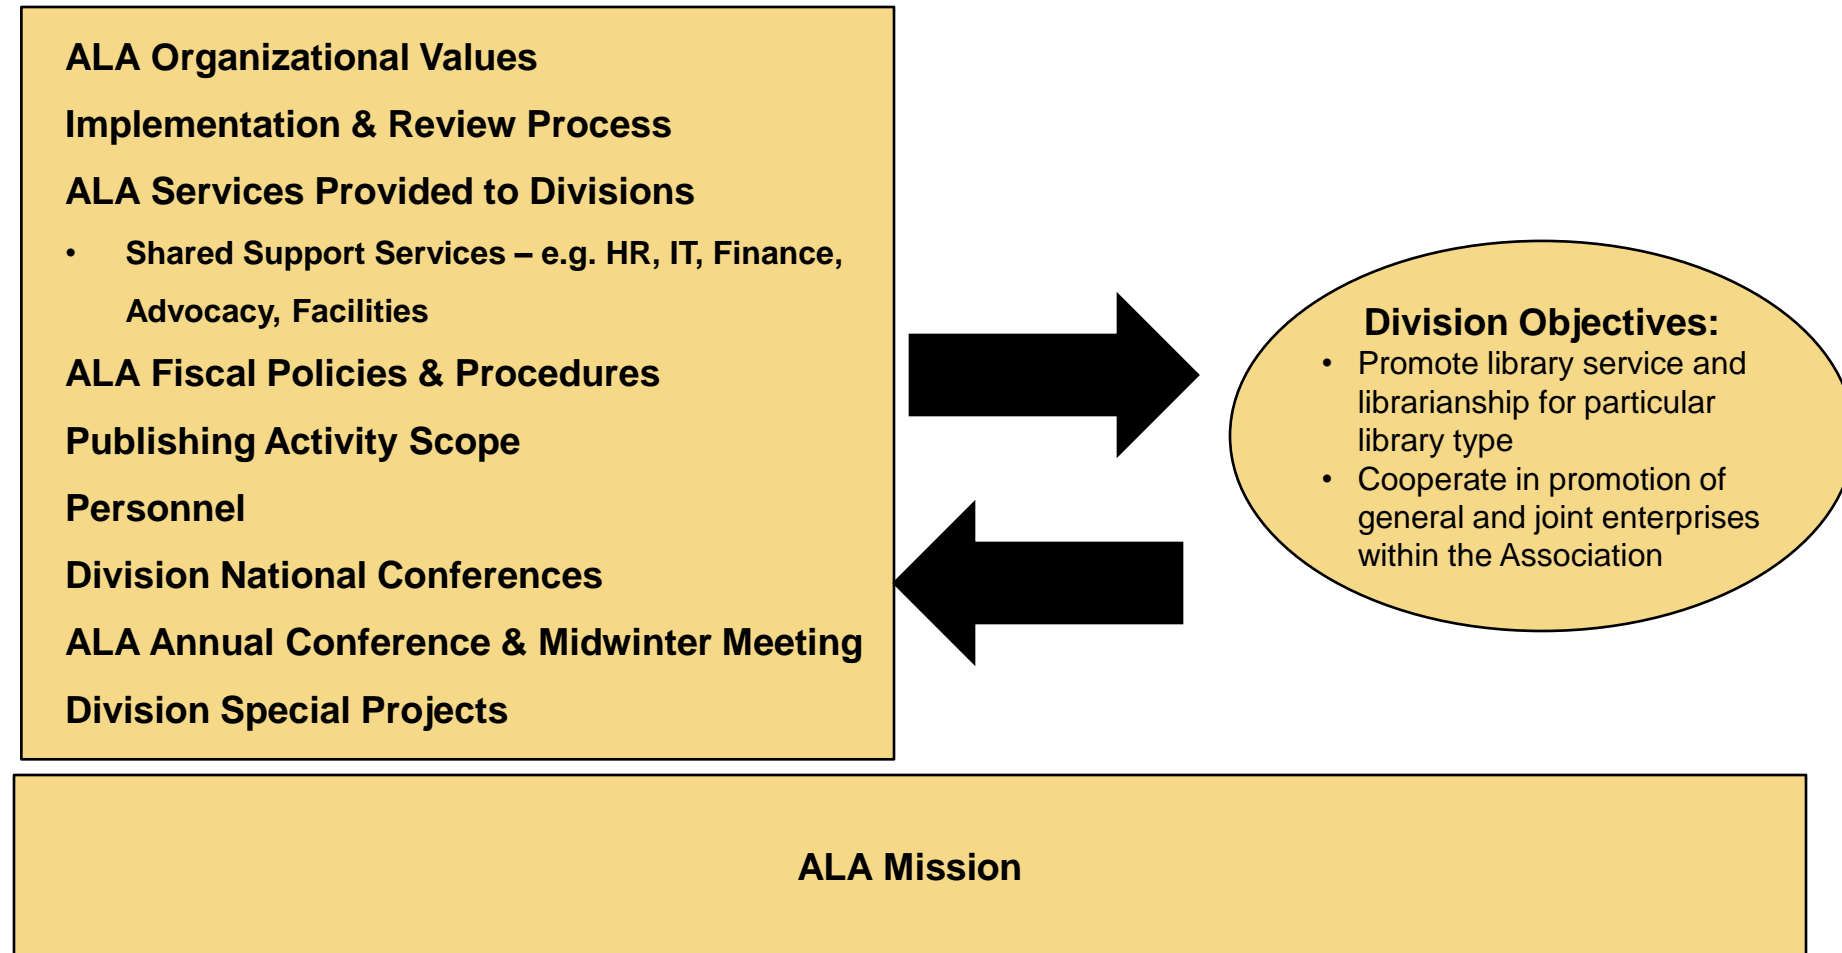 ALA Organizational Values
Implementation & Review Process
ALA Services Provided to Divisions
• Shared Support Services – e.g. HR, IT, Finance,
Advocacy, Facilities
ALA Fiscal Policies & Procedures
Publishing Activity Scope
Personnel
Division National Conferences
ALA Annual Conference & Midwinter Meeting
Division Special Projects
Division Objectives:
• Promote library service and
librarianship for particular
library type
• Cooperate in promotion of
general and joint enterprises
within the Association
ALA Mission